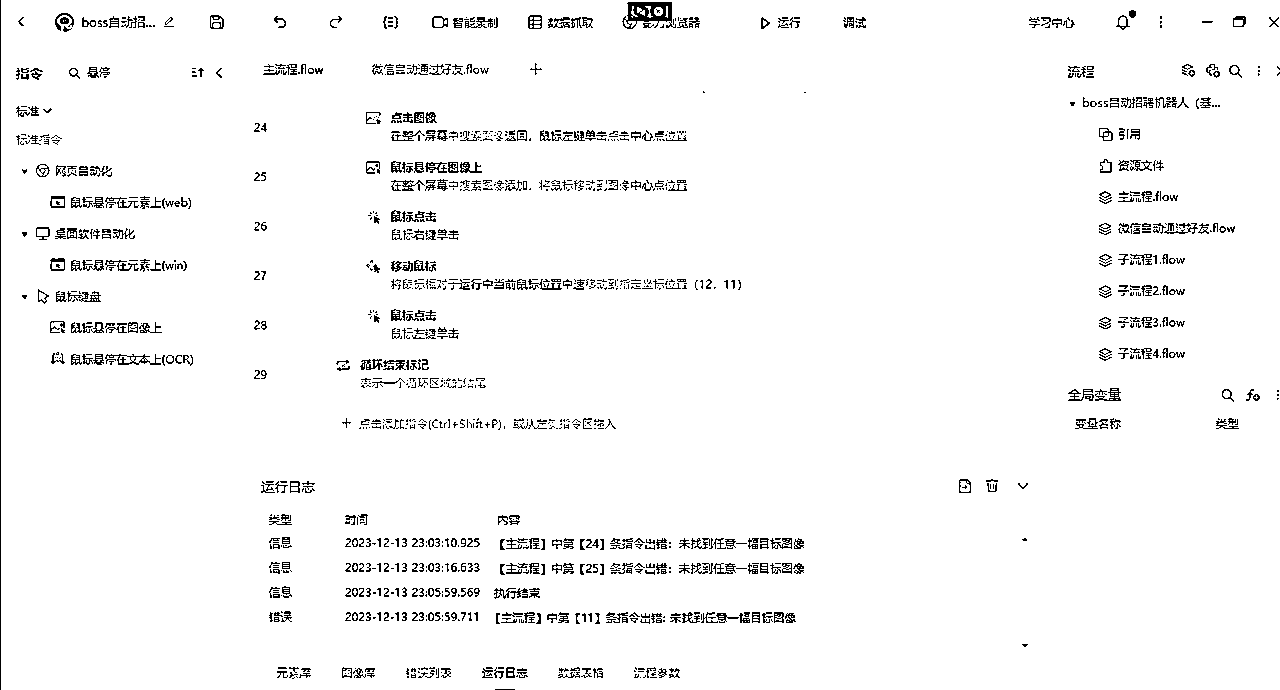 boss自动招...
智能录制
数据抓取
运行
调试
学习中心
指令
悬停
主流程.flow
微信自动通过好友.flow
流程
标准
标准指令
网页自动化
鼠标悬停在元素上(web)
桌面软件自动化
鼠标悬停在元素上(win)
鼠标键盘
鼠标悬停在图像上
鼠标悬停在文本上(OCR)
24
点击图像
在整个屏幕中搜索图像返回，鼠标左键单击点击中心点位置
25
鼠标悬停在图像上
在整个屏幕中搜索图像添加，将鼠标移动到图像中心点位置
26
鼠标点击
鼠标右键单击
27
移动鼠标
将鼠标相对于运行中当前鼠标位置中速移动到指定坐标位置（12，11）
28
鼠标点击
鼠标左键单击
29
循环结束标记
表示一个循环区域的结尾
点击添加指令(Ctrl+Shift+P)，或从左侧指令区拖入
boss自动招聘机器人（基...
引用
资源文件
主流程.flow
微信自动通过好友.flow
子流程1.flow
子流程2.flow
子流程3.flow
子流程4.flow
全局变量
变量名称 类型
运行日志
类型 时间 内容
信息 2023-12-13 23:03:10.925 【主流程】中第【24】条指令出错：未找到任意一幅目标图像
信息 2023-12-13 23:03:16.633 【主流程】中第【25】条指令出错：未找到任意一幅目标图像
信息 2023-12-13 23:05:59.569 执行结束
错误 2023-12-13 23:05:59.711 【主流程】中第【11】条指令出错: 未找到任意一幅目标图像
元素库 图像库 错误列表 运行日志 数据表格 流程参数